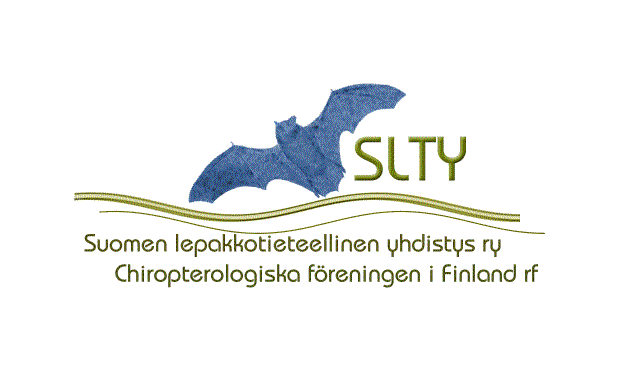 SLTY
Suomen lepakkotieteellinen yhdistys ry
Chiropterologiska föreningen i Finland rf